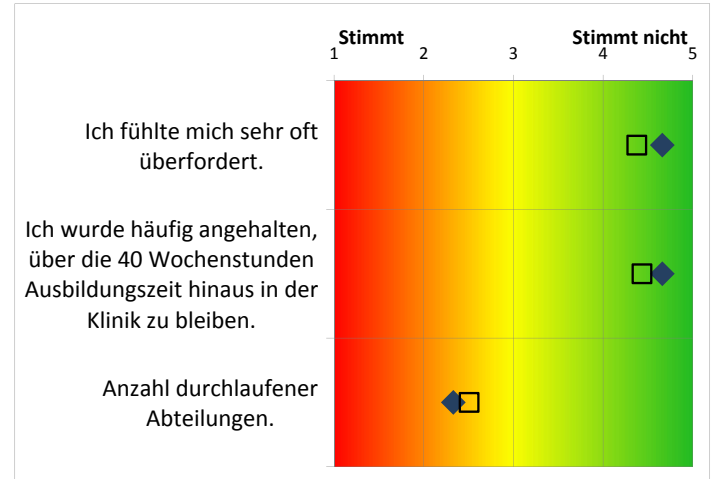 Stimmt Stimmt nicht
1 2 3 4 5
Ich fühlte mich sehr oft
überfordert.
Ich wurde häufig angehalten,
über die 40 Wochenstunden
Ausbildungszeit hinaus in der
Klinik zu bleiben.
Anzahl durchlaufener
Abteilungen.